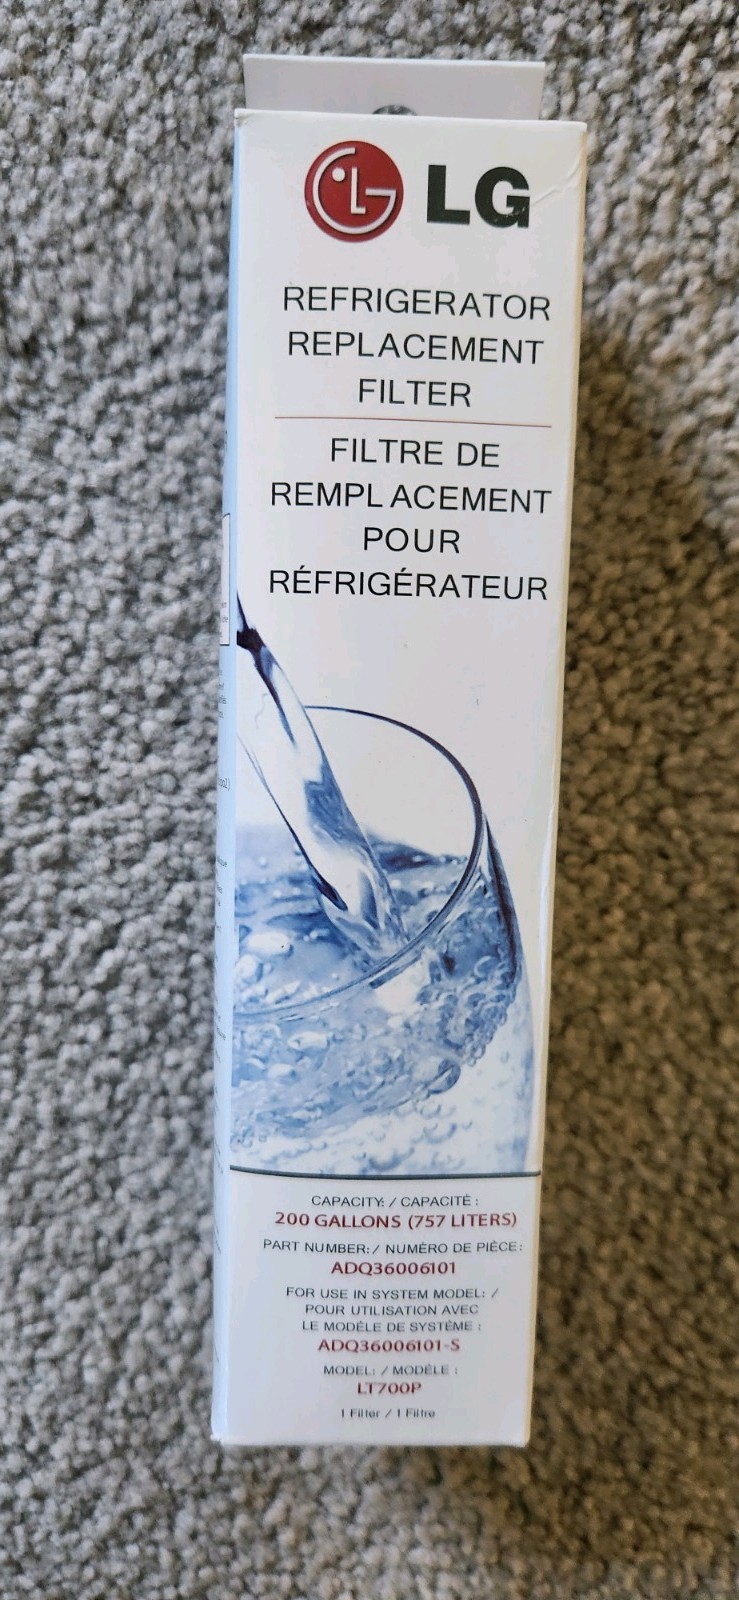 LG
REFRIGERATOR
REPLACEMENT
FILTER
FILTRE DE
REMPLACEMENT
POUR
RÉFRIGÉRATEUR
CAPACITY: / CAPACITÉ :
200 GALLONS (757 LITERS)
PART NUMBER: / NUMÉRO DE PIÈCE:
ADQ36006101
FOR USE IN SYSTEM MODEL: /
POUR UTILISATION AVEC
LE MODÈLE DE SYSTÈME :
ADQ36006101-S
MODEL: / MODÈLE :
LT700P
1 Filter / 1 Filtre